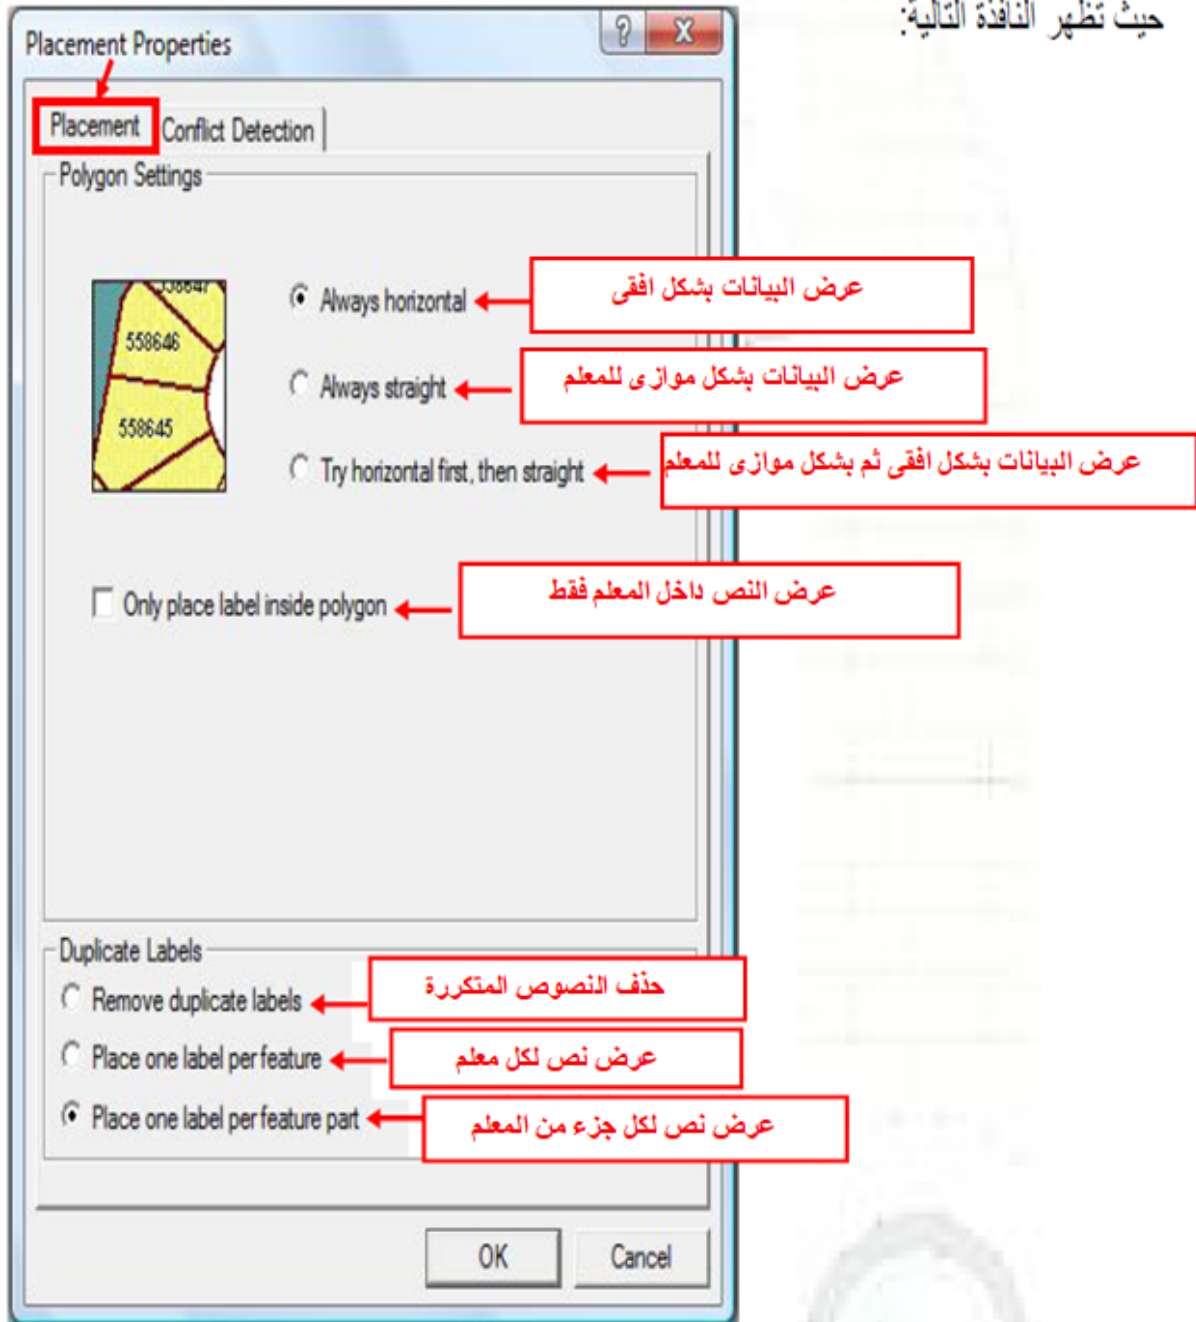 حيث تظهر النافذة التالية:
Placement Properties
Placement
Conflict Detection
Polygon Settings
558647
558646
558645
Always horizontal
عرض البيانات بشكل افقى
Always straight
عرض البيانات بشكل موازى للمعلم
Try horizontal first, then straight
عرض البيانات بشكل افقى ثم بشكل موازى للمعلم
Only place label inside polygon
عرض النص داخل المعلم فقط
Duplicate Labels
Remove duplicate labels
حذف النصوص المتكررة
Place one label per feature
عرض نص لكل معلم
Place one label per feature part
عرض نص لكل جزء من المعلم
OK
Cancel